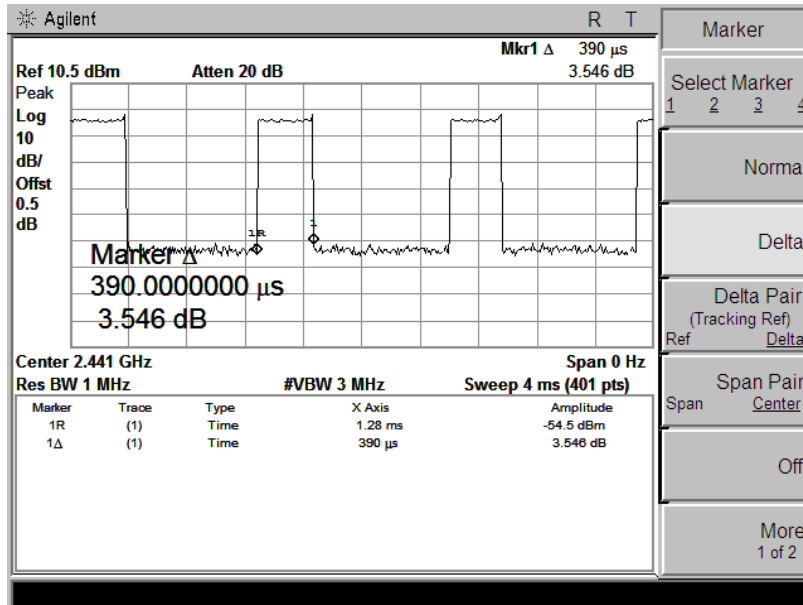 Agilent R T
Mkr1 Δ 390 μs
Ref 10.5 dBm Atten 20 dB 3.546 dB
Peak
Log
10
dB/
Offst
0.5
dB
1R
1
Marker Δ
390.0000000 μs
3.546 dB
Center 2.441 GHz Span 0 Hz
Res BW 1 MHz #VBW 3 MHz Sweep 4 ms (401 pts)
Marker Trace Type X Axis Amplitude
1R (1) Time 1.28 ms -54.5 dBm
1Δ (1) Time 390 μs 3.546 dB
Marker
Select Marker
1 2 3 4
Norma
Delta
Delta Pair
(Tracking Ref)
Ref Delta
Span Pair
Span Center
Off
More
1 of 2